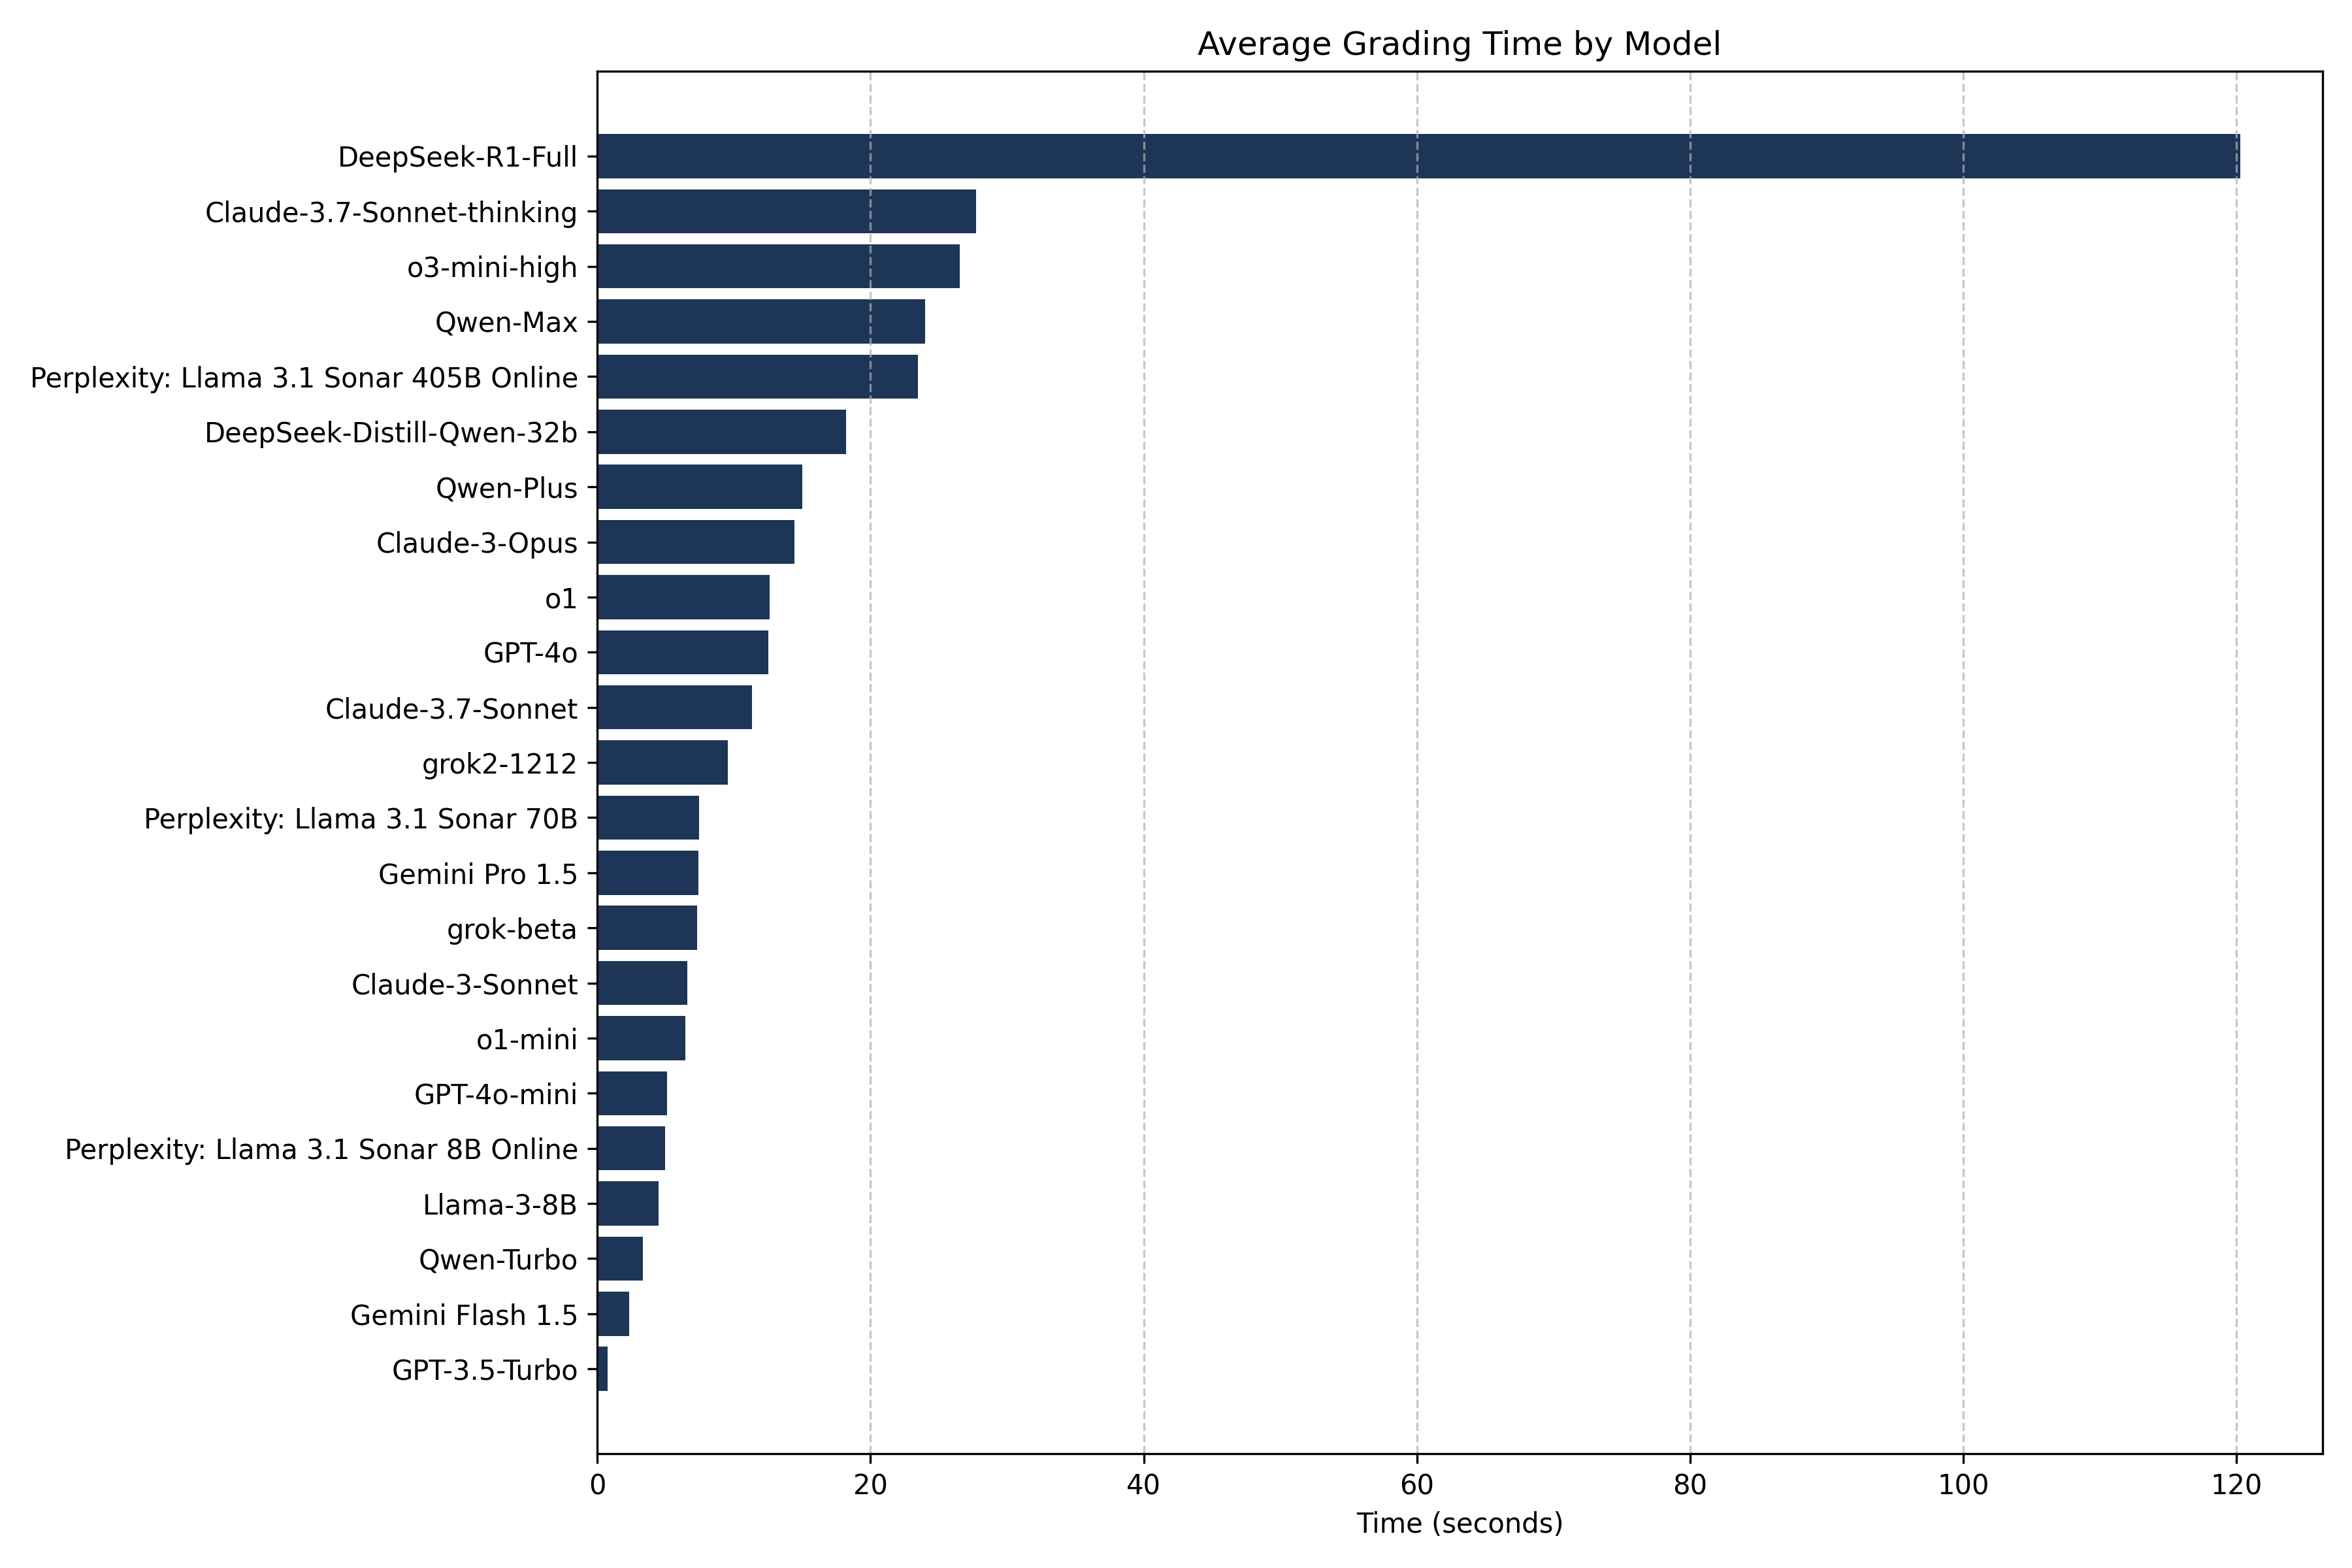 Average Grading Time by Model
DeepSeek-R1-Full
Claude-3.7-Sonnet-thinking
o3-mini-high
Qwen-Max
Perplexity: Llama 3.1 Sonar 405B Online
DeepSeek-Distill-Qwen-32b
Qwen-Plus
Claude-3-Opus
o1
GPT-4o
Claude-3.7-Sonnet
grok2-1212
Perplexity: Llama 3.1 Sonar 70B
Gemini Pro 1.5
grok-beta
Claude-3-Sonnet
o1-mini
GPT-4o-mini
Perplexity: Llama 3.1 Sonar 8B Online
Llama-3-8B
Qwen-Turbo
Gemini Flash 1.5
GPT-3.5-Turbo
0 20 40 60 80 100 120
Time (seconds)